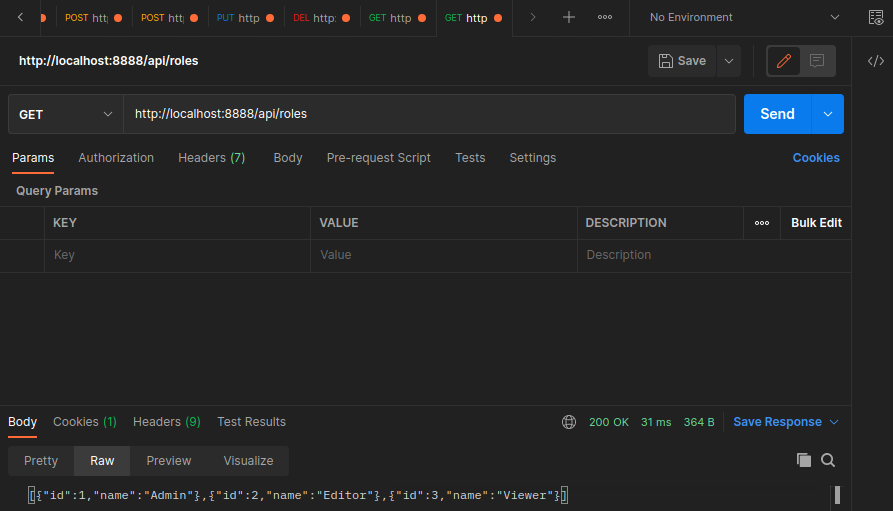 POST http POST http PUT http DEL http: GET http GET http No Environment
http://localhost:8888/api/roles Save
GET http://localhost:8888/api/roles Send
Params Authorization Headers (7) Body Pre-request Script Tests Settings Cookies
Query Params
KEY VALUE DESCRIPTION Bulk Edit
Key Value Description
Body Cookies (1) Headers (9) Test Results 200 OK 31 ms 364 B Save Response
Pretty Raw Preview Visualize
[{"id":1,"name":"Admin"},{"id":2,"name":"Editor"},{"id":3,"name":"Viewer"}]